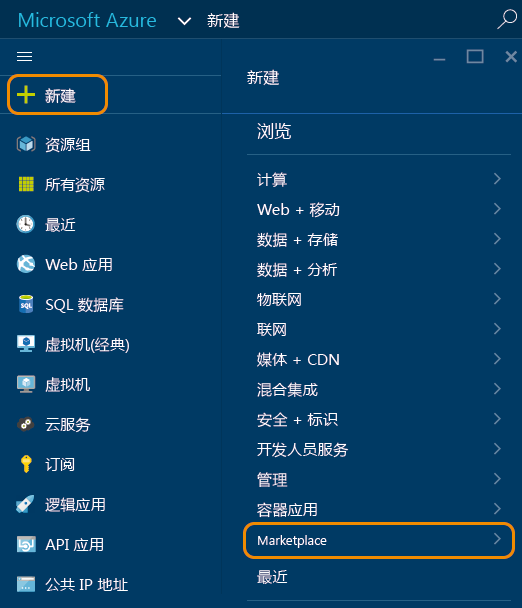 Microsoft Azure 新建
新建
资源组
所有资源
最近
Web 应用
SQL 数据库
虚拟机(经典)
虚拟机
云服务
订阅
逻辑应用
API 应用
公共 IP 地址
新建
浏览
计算
Web + 移动
数据 + 存储
数据 + 分析
物联网
联网
媒体 + CDN
混合集成
安全 + 标识
开发人员服务
管理
容器应用
Marketplace
最近